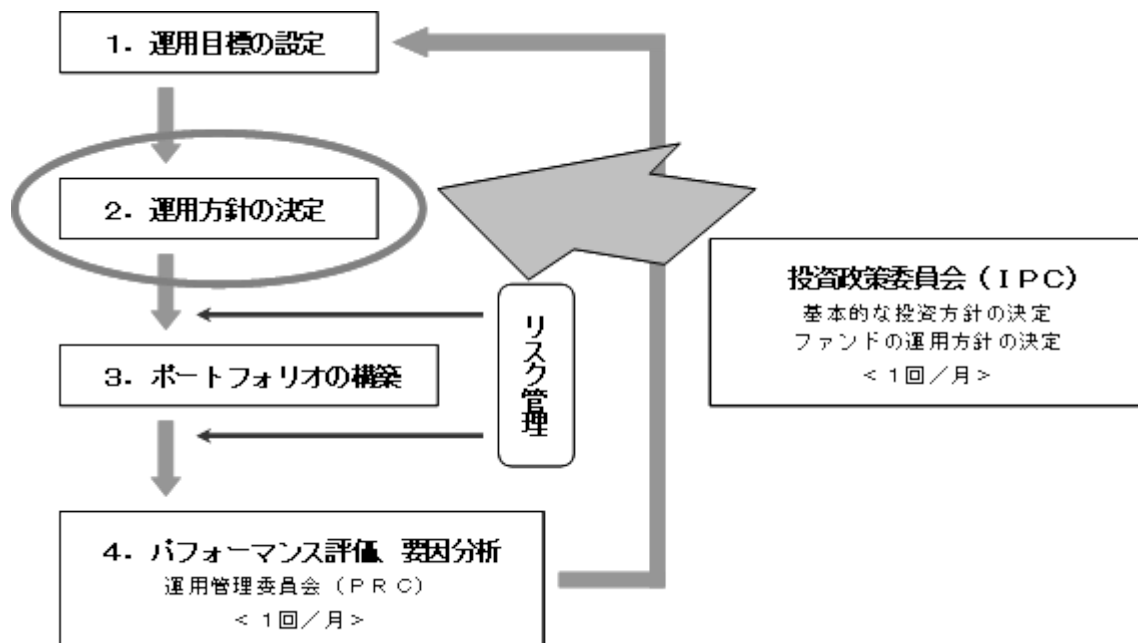 1．運用目標の設定
2．運用方針の決定
投資政策委員会（ＩＰＣ）
基本的な投資方針の決定
ファンドの運用方針の決定
＜１回／月＞
リスク管理
3．ポートフォリオの構築
4．パフォーマンス評価、要因分析
運用管理委員会（ＰＲＣ）
＜１回／月＞